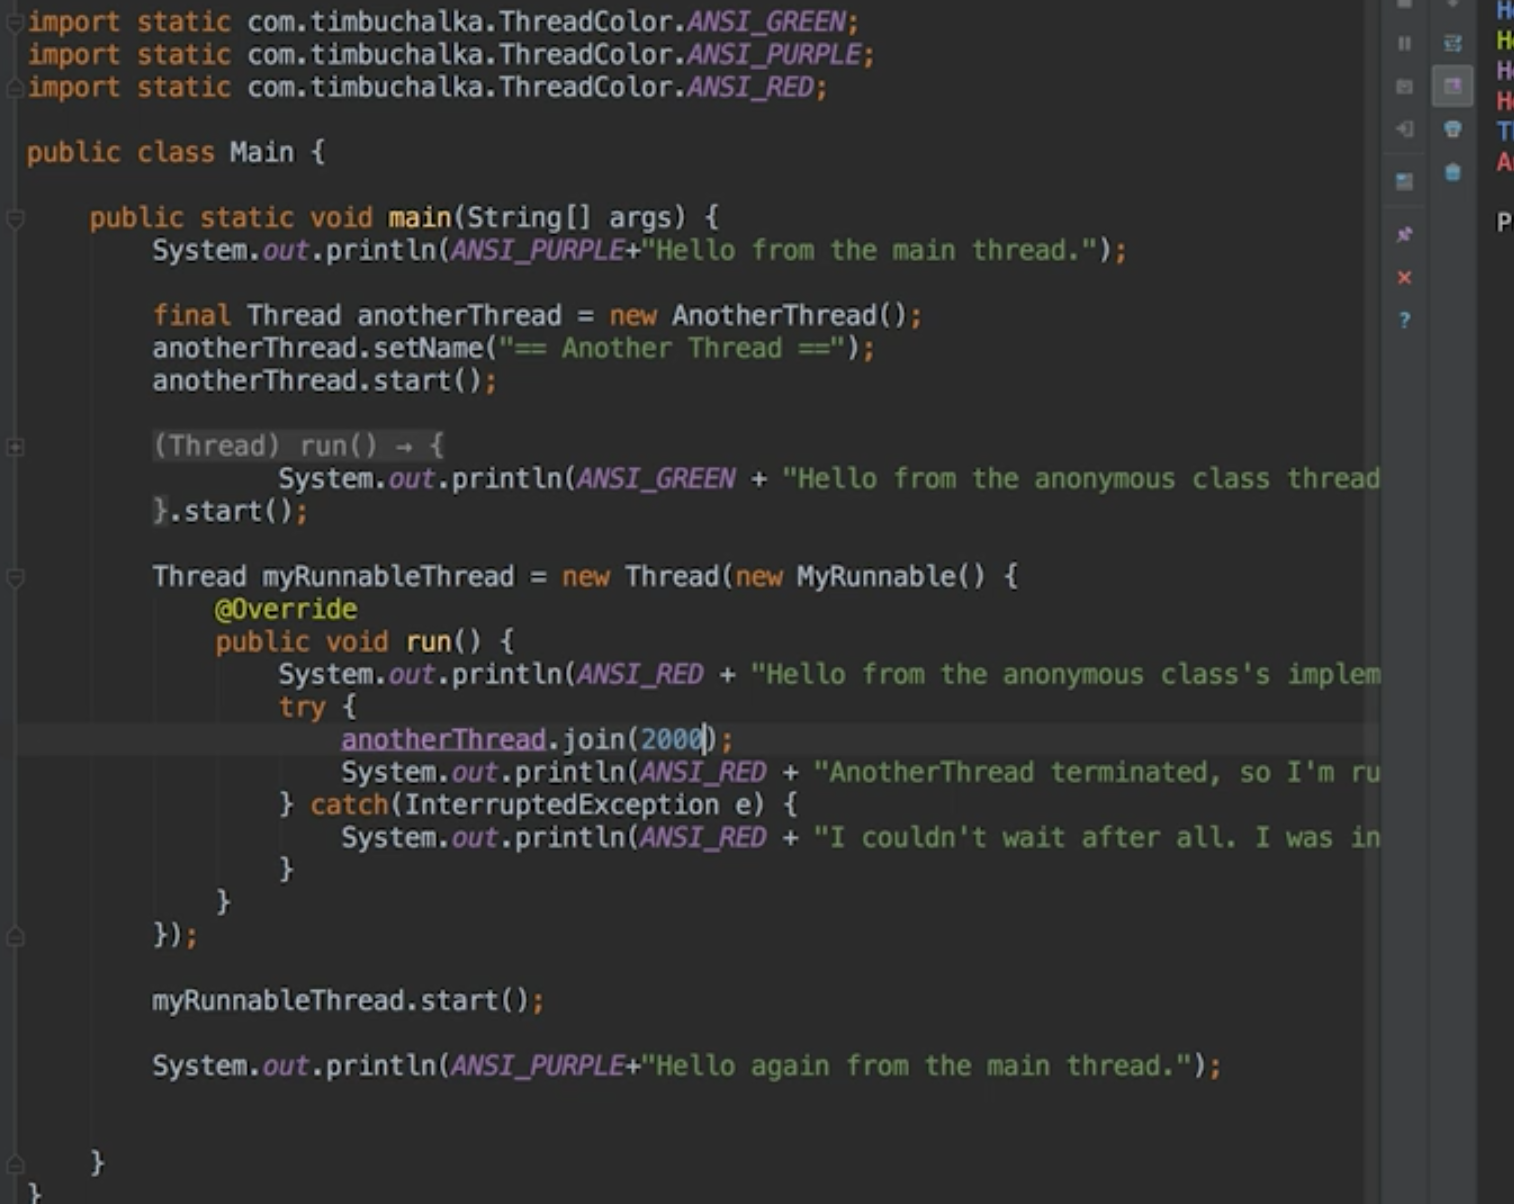 import static com.timbuchalka.ThreadColor.ANSI_GREEN;
import static com.timbuchalka.ThreadColor.ANSI_PURPLE;
import static com.timbuchalka.ThreadColor.ANSI_RED;
public class Main {
public static void main(String[] args) {
System.out.println(ANSI_PURPLE+"Hello from the main thread.");
final Thread anotherThread = new AnotherThread();
anotherThread.setName("== Another Thread ==");
anotherThread.start();
(Thread) run() → {
System.out.println(ANSI_GREEN + "Hello from the anonymous class thread
}.start();
Thread myRunnableThread = new Thread(new MyRunnable() {
@Override
public void run() {
System.out.println(ANSI_RED + "Hello from the anonymous class's implem
try {
anotherThread.join(2000);
System.out.println(ANSI_RED + "AnotherThread terminated, so I'm ru
} catch(InterruptedException e) {
System.out.println(ANSI_RED + "I couldn't wait after all. I was in
}
}
});
myRunnableThread.start();
System.out.println(ANSI_PURPLE+"Hello again from the main thread.");
}
}